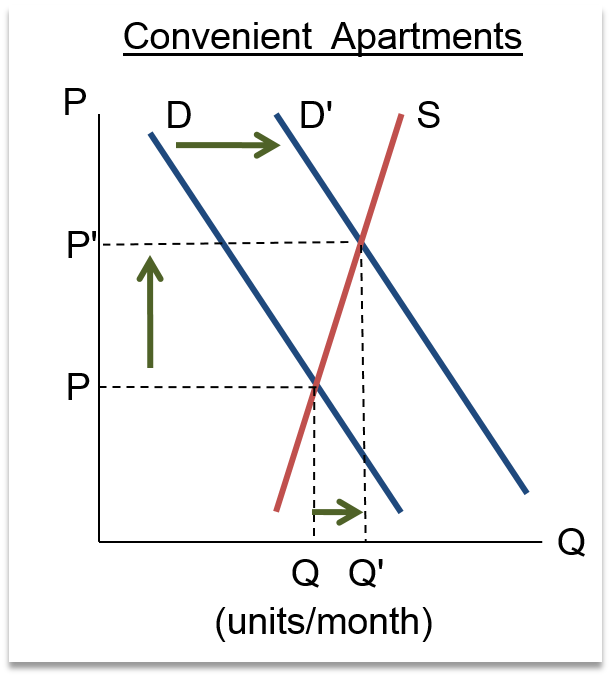 Convenient Apartments
P
D
D'
S
P'
P
Q
Q
Q'
(units/month)